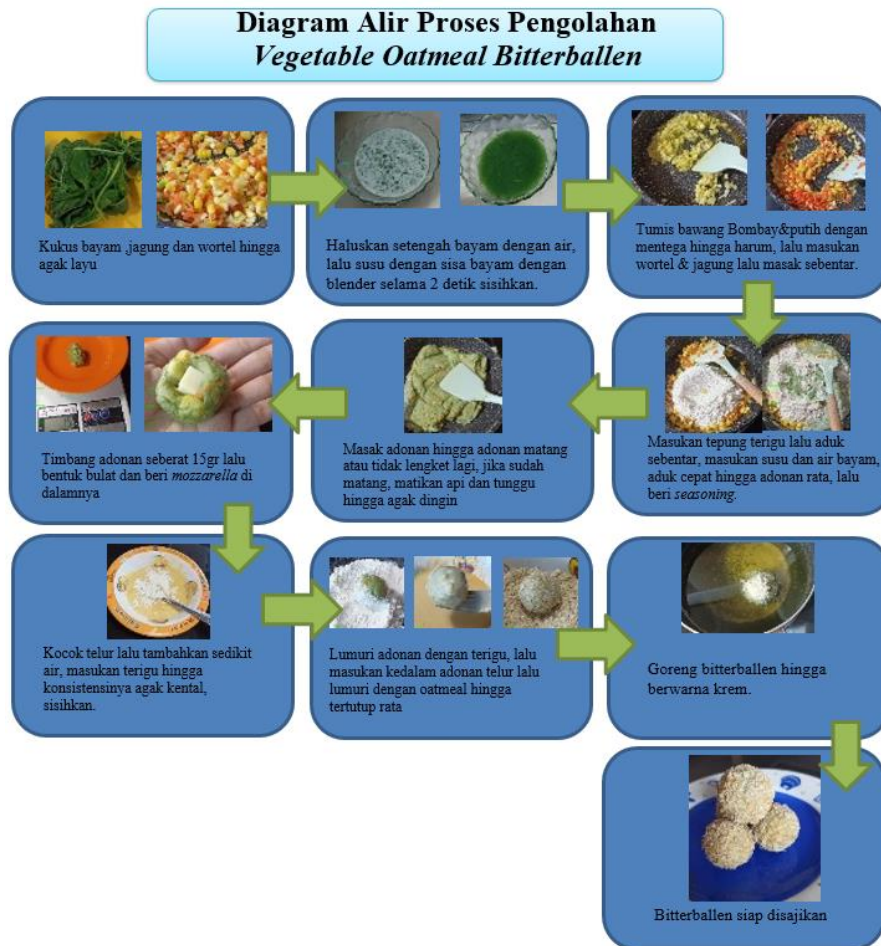 Diagram Alir Proses Pengolahan
Vegetable Oatmeal Bitterballen
Kukus bayam ,jagung dan wortel hingga
agak layu
Haluskan setengah bayam dengan air,
lalu susu dengan sisa bayam dengan
blender selama 2 detik sisihkan.
Tumis bawang Bombay&putih dengan
mentega hingga harum, lalu masukan
wortel & jagung lalu masak sebentar.
Masukan tepung terigu lalu aduk
sebentar, masukan susu dan air bayam,
aduk cepat hingga adonan rata, lalu
beri seasoning.
Masak adonan hingga adonan matang
atau tidak lengket lagi, jika sudah
matang, matikan api dan tunggu
hingga agak dingin
Timbang adonan seberat 15gr lalu
bentuk bulat dan beri mozzarella di
dalamnya
Kocok telur lalu tambahkan sedikit
air, masukan terigu hingga
konsistensinya agak kental,
sisihkan.
Lumuri adonan dengan terigu, lalu
masukan kedalam adonan telur lalu
lumuri dengan oatmeal hingga
tertutup rata
Goreng bitterballen hingga
berwarna krem.
Bitterballen siap disajikan